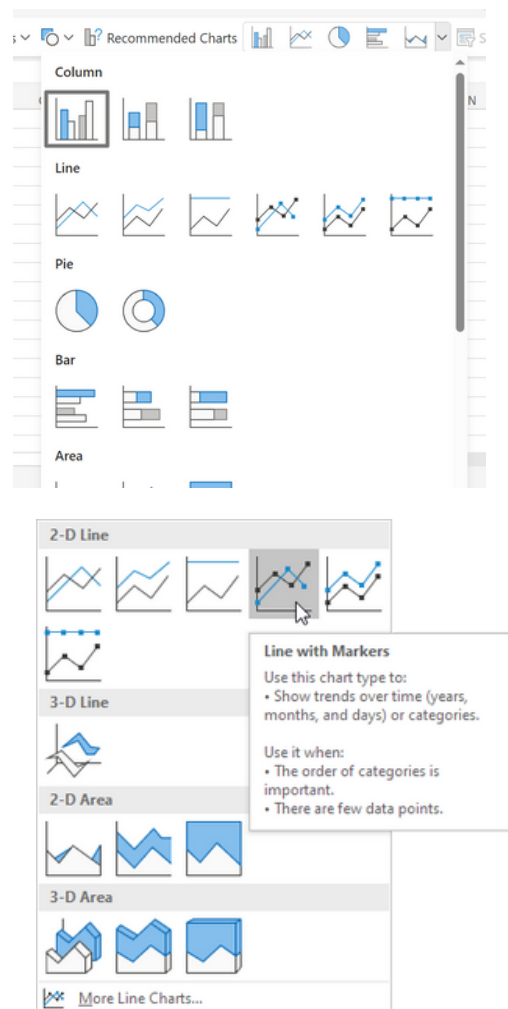 Recommended Charts
Column
N
Line
Pie
Bar
Area
2-D Line
Line with Markers
Use this chart type to:
• Show trends over time (years,
months, and days) or categories.
Use it when:
• The order of categories is
important.
• There are few data points.
3-D Line
2-D Area
3-D Area
More Line Charts...